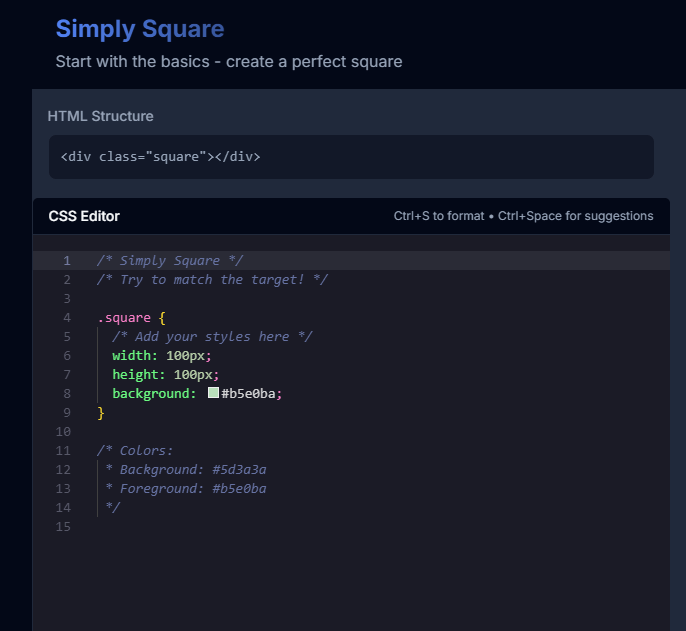 Simply Square
Start with the basics - create a perfect square
HTML Structure
<div class="square"></div>
CSS Editor
Ctrl+S to format • Ctrl+Space for suggestions
1 /* Simply Square */
2 /* Try to match the target! */
3
4 .square {
5 /* Add your styles here */
6 width: 100px;
7 height: 100px;
8 background: #b5e0ba;
9 }
10
11 /* Colors:
12 * Background: #5d3a3a
13 * Foreground: #b5e0ba
14 */
15